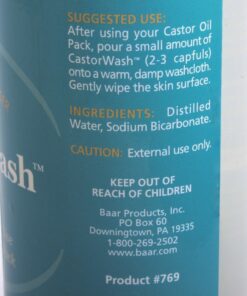 SUGGESTED USE:
After using your Castor Oil
Pack, pour a small amount of
CastorWash™ (2-3 capfuls)
onto a warm, damp washcloth.
Gently wipe the skin surface.
INGREDIENTS: Distilled
Water, Sodium Bicarbonate.
CAUTION: External use only.
KEEP OUT OF
REACH OF CHILDREN
Baar Products, Inc.
PO Box 60
Downingtown, PA 19335
1-800-269-2502
www.baar.com
Product #769
ash™